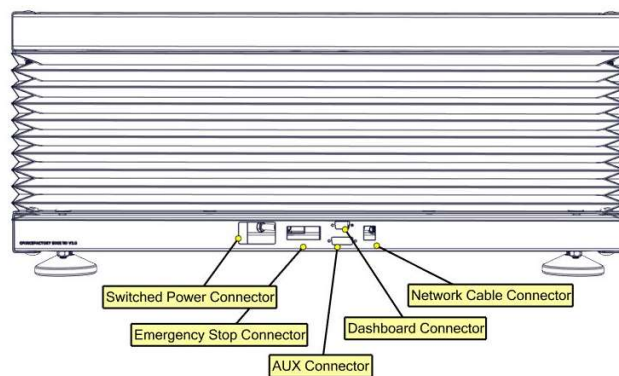 Switched Power Connector
Network Cable Connector
Emergency Stop Connector
Dashboard Connector
AUX Connector